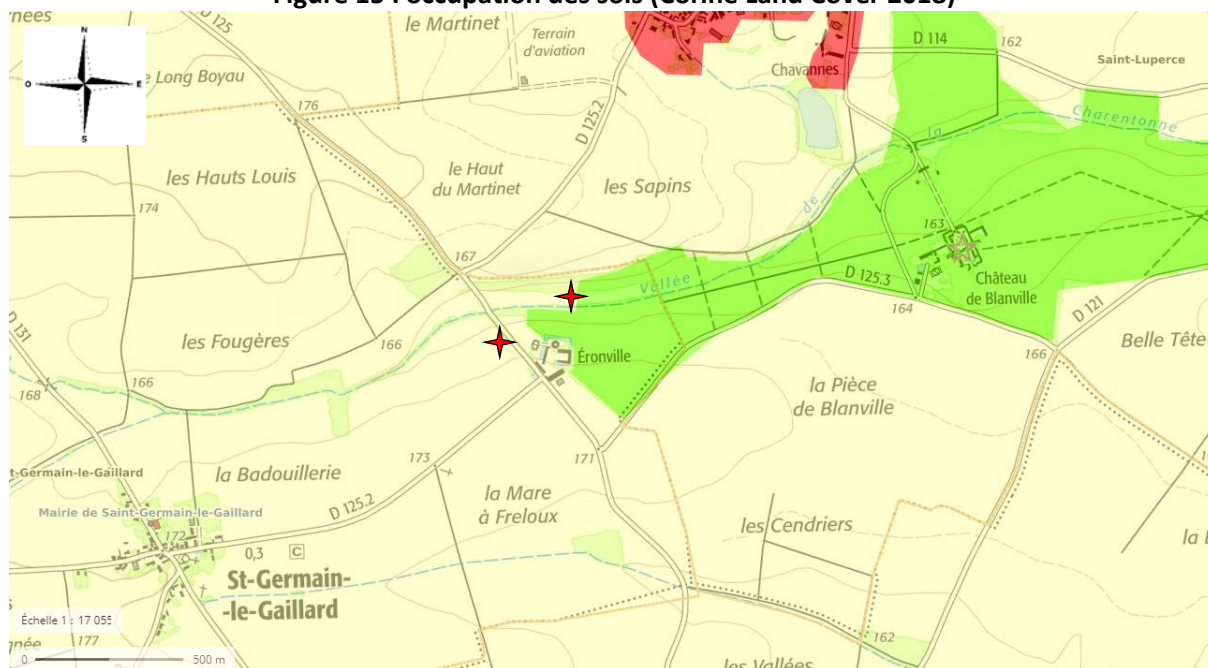 Figure 15 : occupation des sols (Corine Land Cover 2018)
N
O
E
S
D 125
le Martinet
Terrain
d'aviation
Chavannes
D 114
162
Saint-Luperce
le Long Boyau
176
D 125.2
Charentonne
la
de
Vallée
les Hauts Louis
le Haut
du Martinet
les Sapins
174
163
167
Château
de Blanville
D 125.3
164
D 121
D 131
les Fougères
166
Éronville
166
Belle Tête
168
166
la Pièce
de Blanville
171
St-Germain-le-Gaillard
la Badouillerie
173
la Mare
à Freloux
les Cendriers
Mairie de Saint-Germain-le-Gaillard
D 125.2
172
0,3
C
St-Germain-
-le-Gaillard
Échelle 1 : 17 055
177
162
0
500 m
les Vallées